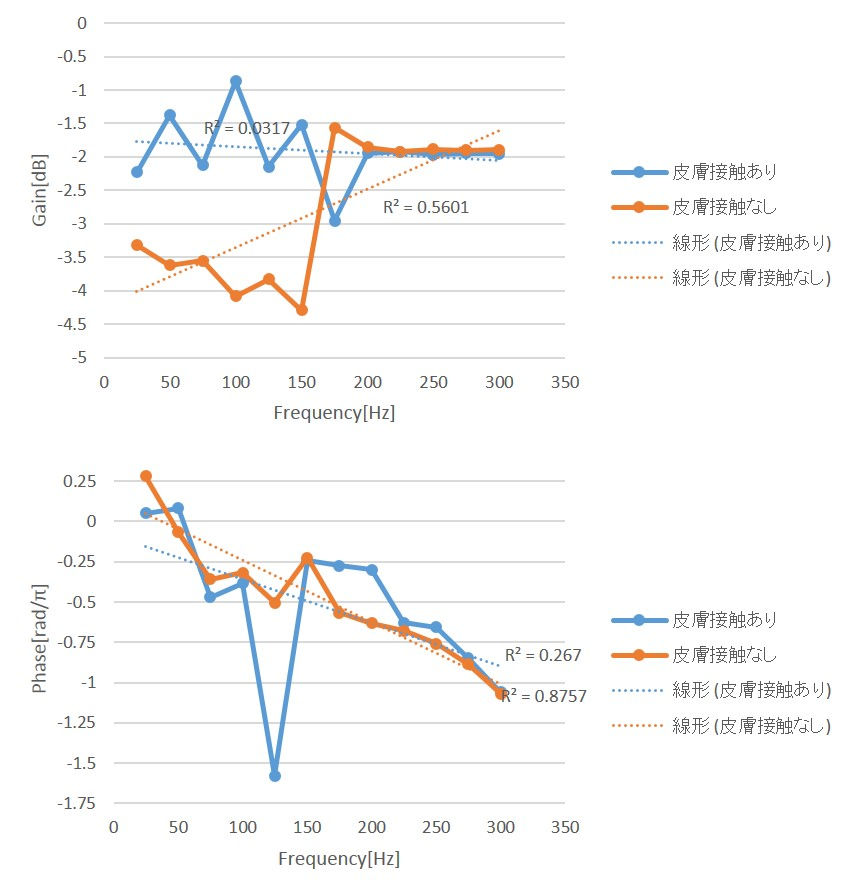 0
-0.5
-1
-1.5
-2
-2.5
-3
-3.5
-4
-4.5
-5
Gain[dB]
R² = 0.0317
R² = 0.5601
0 50 100 150 200 250 300 350
Frequency[Hz]
皮膚接触あり
皮膚接触なし
線形 (皮膚接触あり)
線形 (皮膚接触なし)
0.25
0
-0.25
-0.5
-0.75
-1
-1.25
-1.5
-1.75
Phase[rad/π]
R² = 0.267
R² = 0.8757
0 50 100 150 200 250 300 350
Frequency[Hz]
皮膚接触あり
皮膚接触なし
線形 (皮膚接触あり)
線形 (皮膚接触なし)